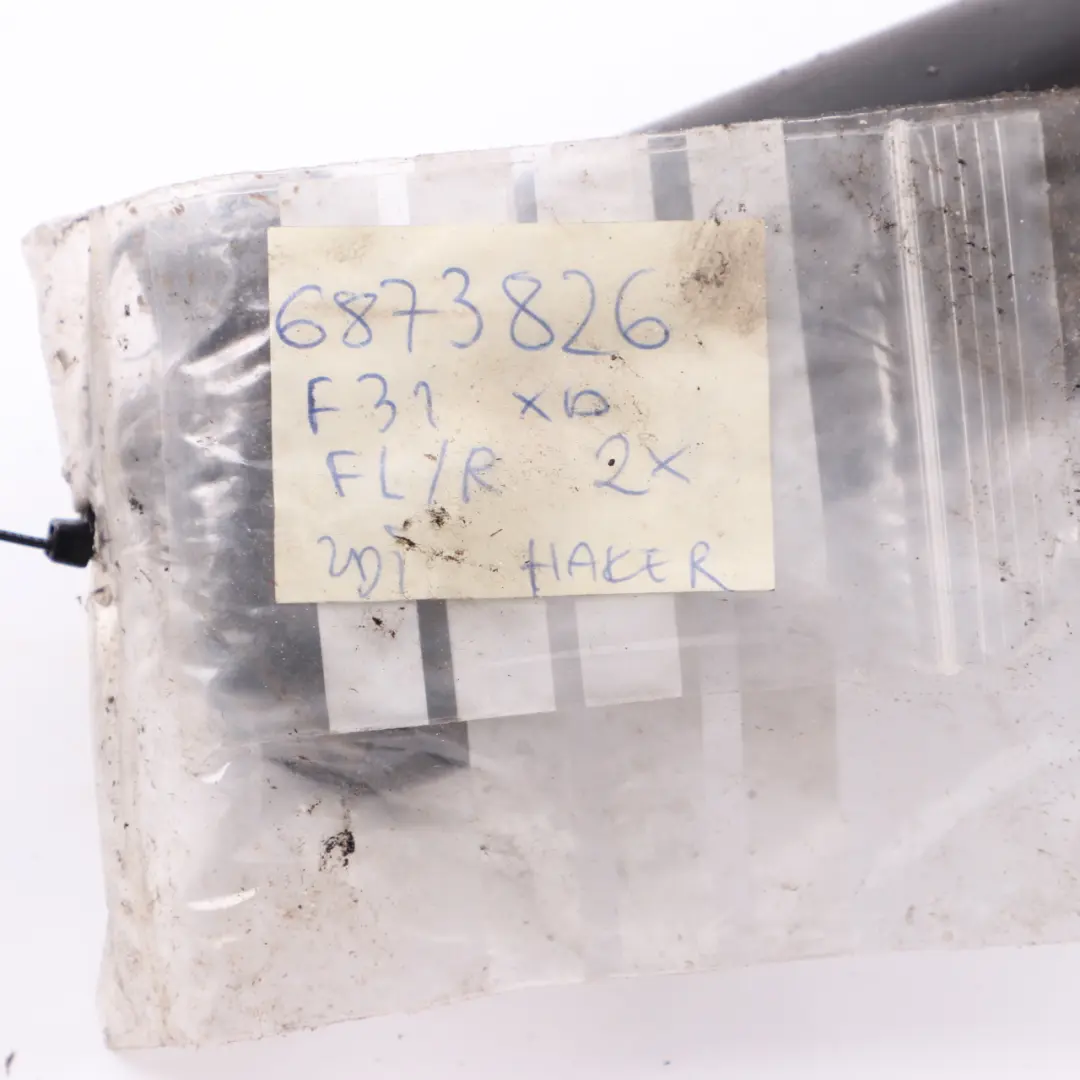 6873826
F31 XD
FL/R 2X
HAKER